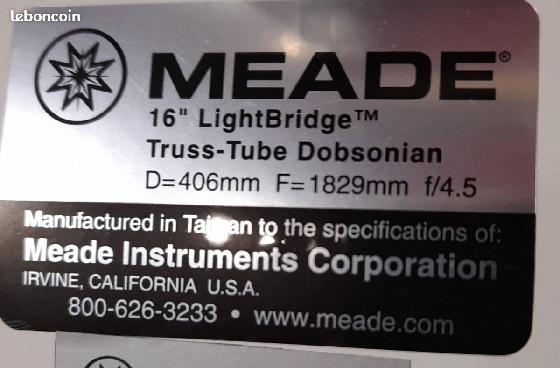 leboncoin
MEADE®
16" LightBridge™
Truss-Tube Dobsonian
D=406mm F=1829mm f/4.5
Manufactured in Taiwan to the specifications of:
Meade Instruments Corporation
IRVINE, CALIFORNIA U.S.A.
800-626-3233 • www.meade.com